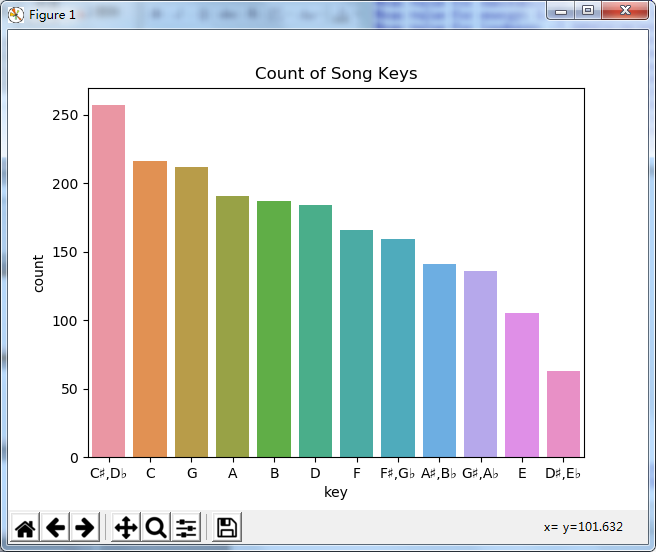 Figure 1
Count of Song Keys
250
200
150
100
50
0
count
C♯,D♭ C G A B D F F♯,G♭ A♯,B♭ G♯,A♭ E D♯,E♭
key
x= y=101.632